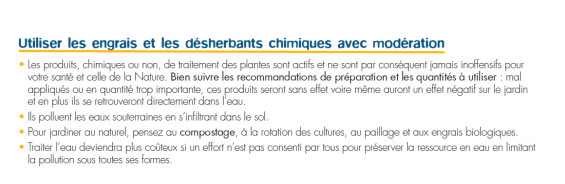 Utiliser les engrais et les désherbants chimiques avec modération
• Les produits, chimiques ou non, de traitement des plantes sont actifs et ne sont par conséquent jamais inoffensifs pour
votre santé et celle de la Nature. Bien suivre les recommandations de préparation et les quantités à utiliser : mal
appliqués ou en quantité trop importante, ces produits seront sans effet voire même auront un effet négatif sur le jardin
et en plus ils se retrouveront directement dans l'eau.
• Ils polluent les eaux souterraines en s'infiltrant dans le sol.
• Pour jardiner au naturel, pensez au compostage, à la rotation des cultures, au paillage et aux engrais biologiques.
• Traiter l'eau deviendra plus coûteux si un effort n'est pas consenti par tous pour préserver la ressource en eau en limitant
la pollution sous toutes ses formes.